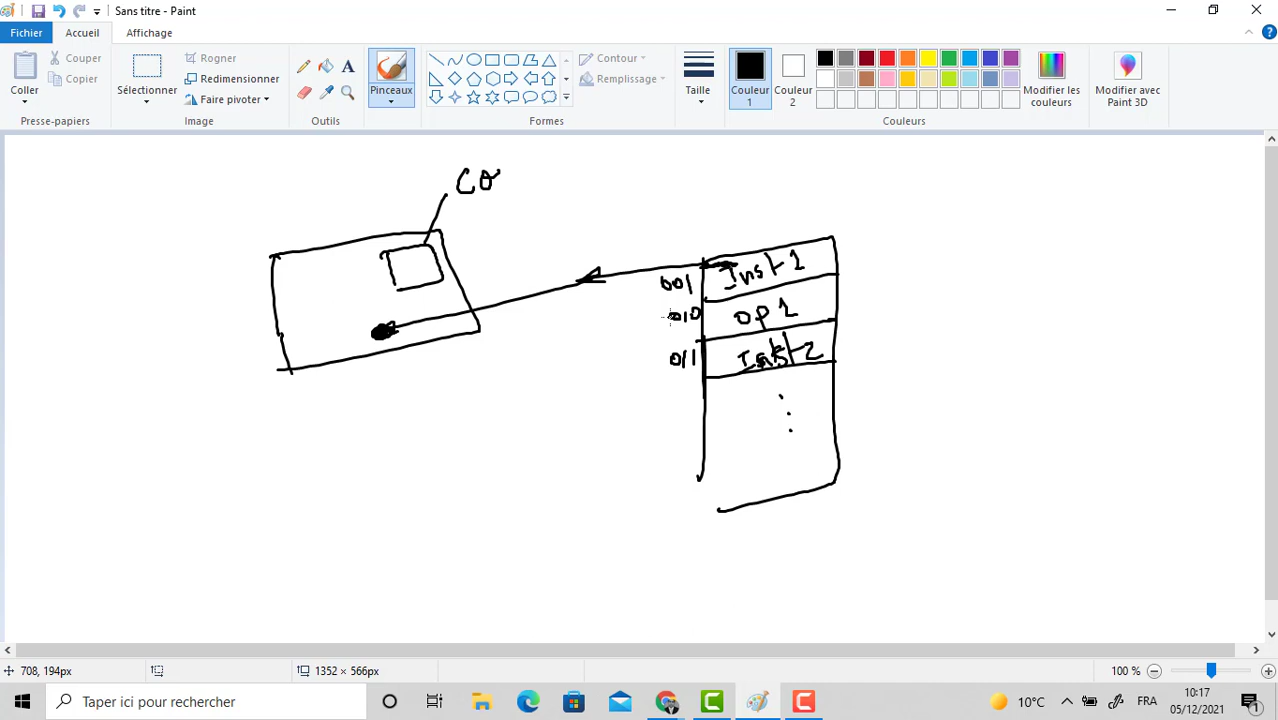 Sans titre - Paint
Fichier
Accueil
Affichage
Coller
Couper
Copier
Presse-papiers
Sélectionner
Rogner
Redimensionner
Faire pivoter
Image
A
Outils
Pinceaux
Contour
Remplissage
Formes
Taille
Couleur 1
Couleur 2
Modifier les couleurs
Couleurs
Modifier avec Paint 3D
CO
001 Inst 1
010 OP 1
011 Inst 2
708, 194px
1352 × 566px
100 %
Taper ici pour rechercher
10°C
FRA
10:17
05/12/2021
1